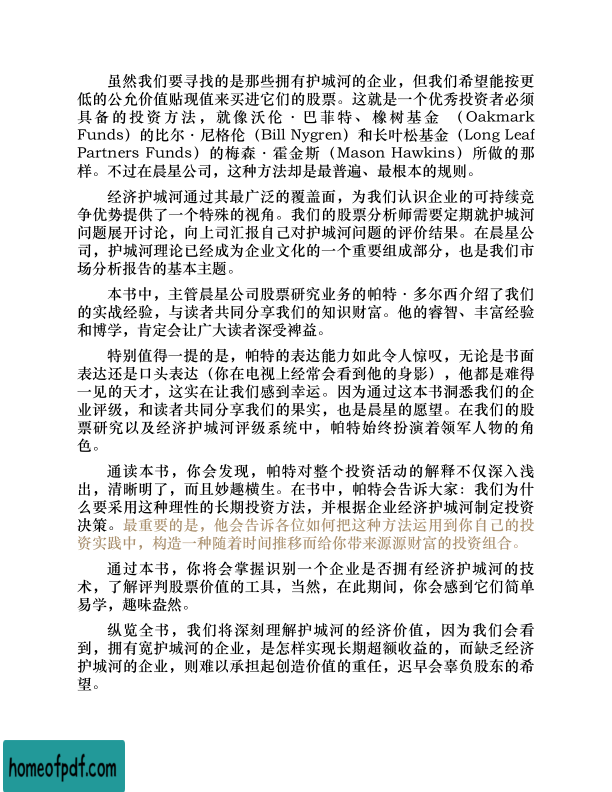 虽然我们要寻找的是那些拥有护城河的企业，但我们希望能按更
低的公允价值贴现值来买进它们的股票。这就是一个优秀投资者必须
具备的投资方法，就像沃伦·巴菲特、橡树基金 （Oakmark
Funds）的比尔·尼格伦（Bill Nygren）和长叶松基金（Long Leaf
Partners Funds）的梅森·霍金斯（Mason Hawkins）所做的那
样。不过在晨星公司，这种方法却是最普遍、最根本的规则。
经济护城河通过其最广泛的覆盖面，为我们认识企业的可持续竞
争优势提供了一个特殊的视角。我们的股票分析师需要定期就护城河
问题展开讨论，向上司汇报自己对护城河问题的评价结果。在晨星公
司，护城河理论已经成为企业文化的一个重要组成部分，也是我们市
场分析报告的基本主题。
本书中，主管晨星公司股票研究业务的帕特·多尔西介绍了我们
的实战经验，与读者共同分享我们的知识财富。他的睿智、丰富经验
和博学，肯定会让广大读者深受裨益。
特别值得一提的是，帕特的表达能力如此令人惊叹，无论是书面
表达还是口头表达（你在电视上经常会看到他的身影），他都是难得
一见的天才，这实在让我们感到幸运。因为通过这本书洞悉我们的企
业评级，和读者共同分享我们的果实，也是晨星的愿望。在我们的股
票研究以及经济护城河评级系统中，帕特始终扮演着领军人物的角
色。
通读本书，你会发现，帕特对整个投资活动的解释不仅深入浅
出，清晰明了，而且妙趣横生。在书中，帕特会告诉大家：我们为什
么要采用这种理性的长期投资方法，并根据企业经济护城河制定投资
决策。最重要的是，他会告诉各位如何把这种方法运用到你自己的投
资实践中，构造一种随着时间推移而给你带来源源财富的投资组合。
通过本书，你将会掌握识别一个企业是否拥有经济护城河的技
术，了解评判股票价值的工具，当然，在此期间，你会感到它们简单
易学，趣味盎然。
纵览全书，我们将深刻理解护城河的经济价值，因为我们会看
到，拥有宽护城河的企业，是怎样实现长期超额收益的，而缺乏经济
护城河的企业，则难以承担起创造价值的重任，迟早会辜负股东的希
望。
homeofpdf.com